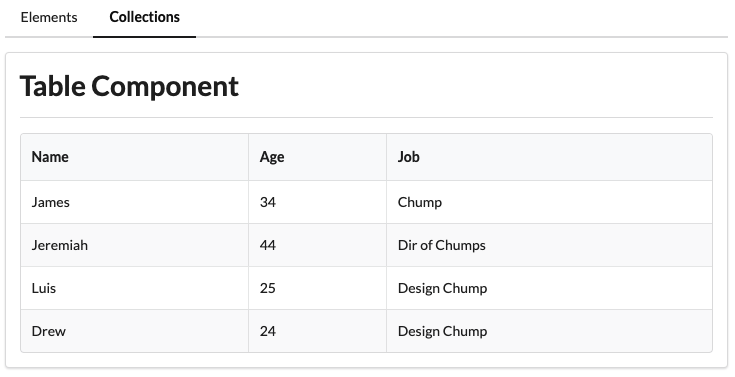 Elements Collections
Table Component
Name Age Job
James 34 Chump
Jeremiah 44 Dir of Chumps
Luis 25 Design Chump
Drew 24 Design Chump